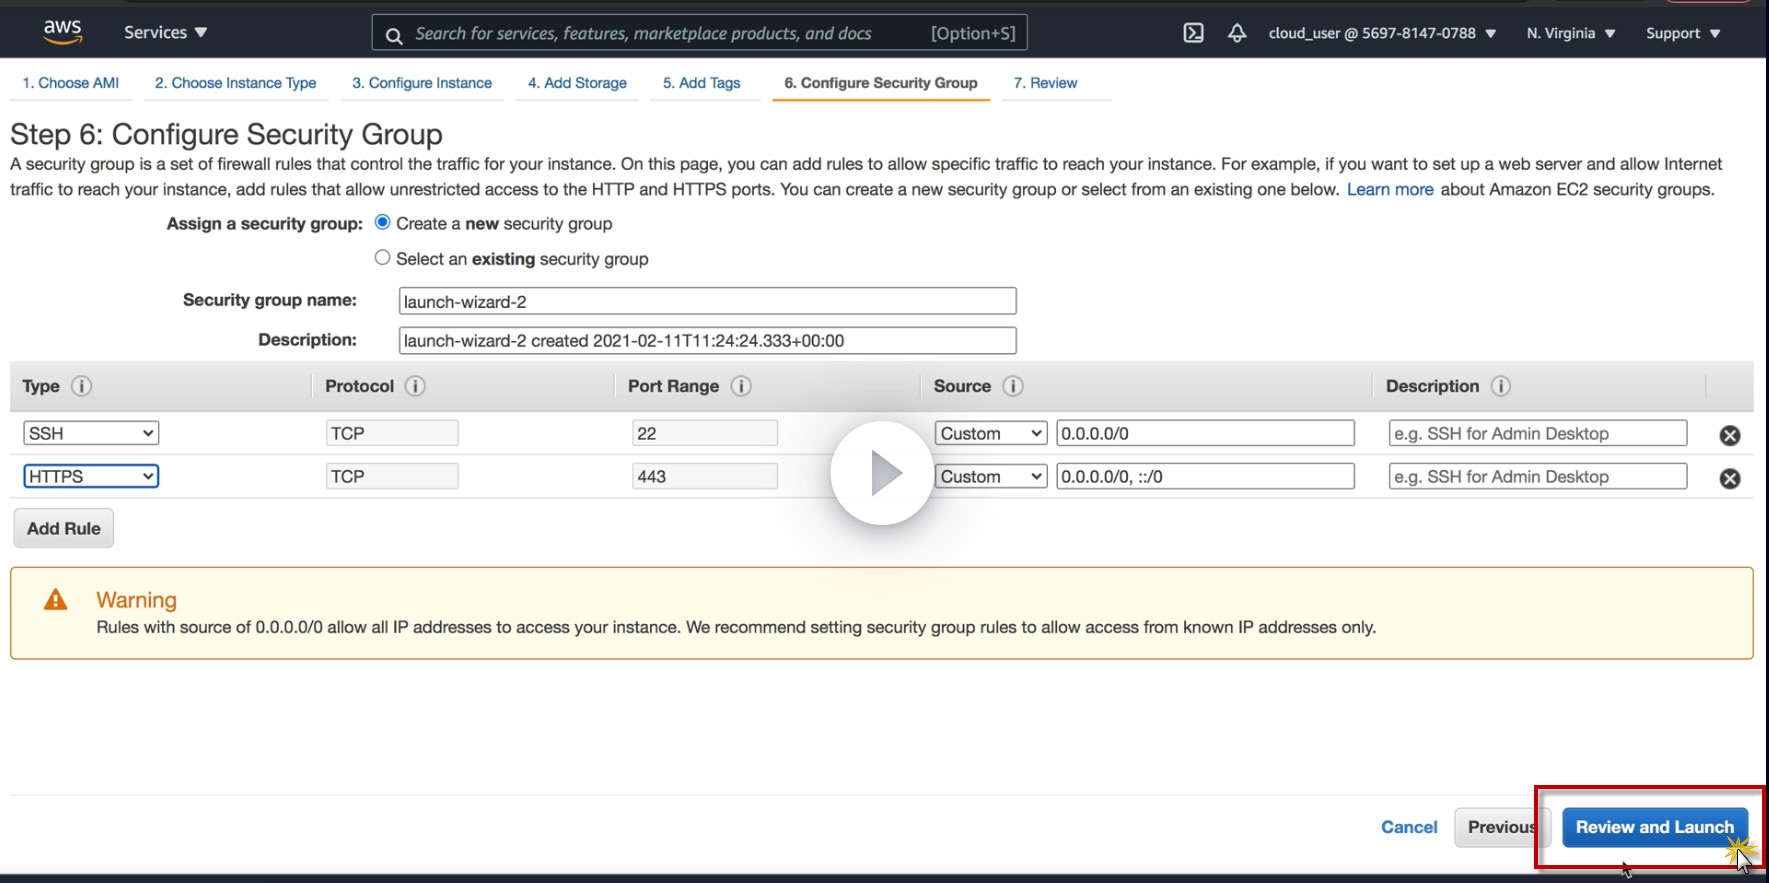 aws Services ▼ Search for services, features, marketplace products, and docs [Option+S] cloud_user @ 5697-8147-0788 ▼ N. Virginia ▼ Support ▼
1. Choose AMI 2. Choose Instance Type 3. Configure Instance 4. Add Storage 5. Add Tags 6. Configure Security Group 7. Review
Step 6: Configure Security Group
A security group is a set of firewall rules that control the traffic for your instance. On this page, you can add rules to allow specific traffic to reach your instance. For example, if you want to set up a web server and allow Internet
traffic to reach your instance, add rules that allow unrestricted access to the HTTP and HTTPS ports. You can create a new security group or select from an existing one below. Learn more about Amazon EC2 security groups.
Assign a security group: Create a new security group
Select an existing security group
Security group name: launch-wizard-2
Description: launch-wizard-2 created 2021-02-11T11:24:24.333+00:00
Type i Protocol i Port Range i Source i Description i
SSH TCP 22 Custom 0.0.0.0/0 e.g. SSH for Admin Desktop
HTTPS TCP 443 Custom 0.0.0.0/0, ::/0 e.g. SSH for Admin Desktop
Add Rule
Warning
Rules with source of 0.0.0.0/0 allow all IP addresses to access your instance. We recommend setting security group rules to allow access from known IP addresses only.
Cancel Previous Review and Launch